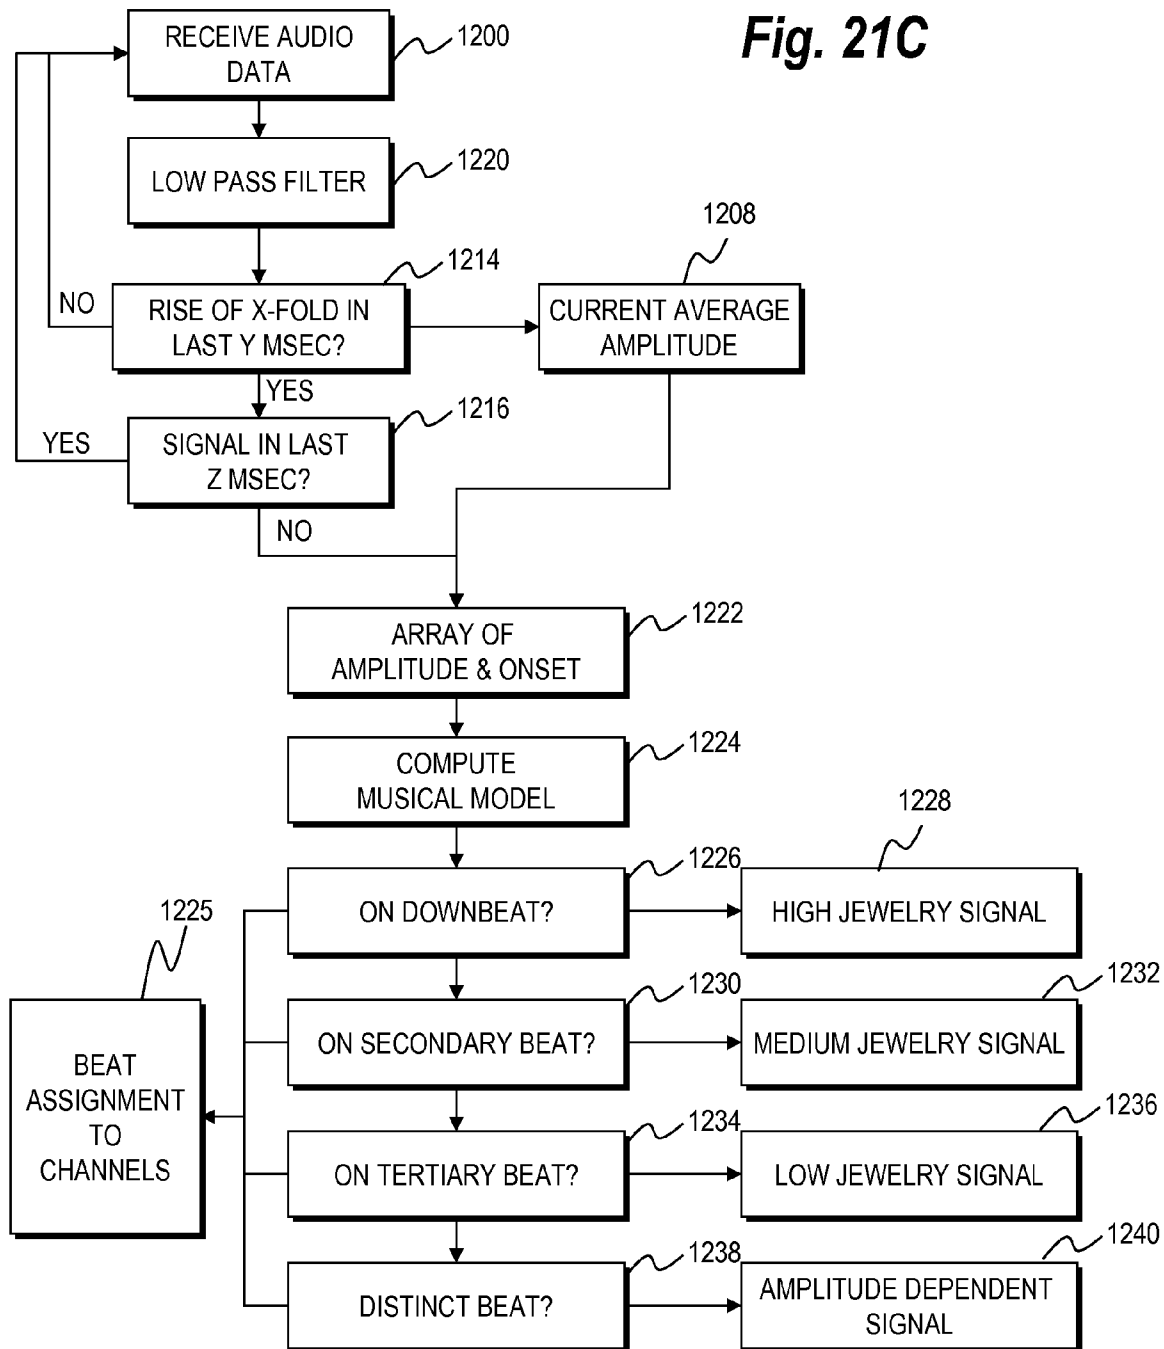 Fig. 21C
RECEIVE AUDIO
DATA
1200
LOW PASS FILTER
1220
1208
1214
NO
RISE OF X-FOLD IN
LAST Y MSEC?
CURRENT AVERAGE
AMPLITUDE
YES
1216
YES
SIGNAL IN LAST
Z MSEC?
NO
1222
ARRAY OF
AMPLITUDE & ONSET
1224
COMPUTE
MUSICAL MODEL
1228
1226
ON DOWNBEAT?
HIGH JEWELRY SIGNAL
1225
1230
1232
ON SECONDARY BEAT?
MEDIUM JEWELRY SIGNAL
BEAT
ASSIGNMENT
TO
CHANNELS
1234
1236
ON TERTIARY BEAT?
LOW JEWELRY SIGNAL
1238
1240
DISTINCT BEAT?
AMPLITUDE DEPENDENT
SIGNAL